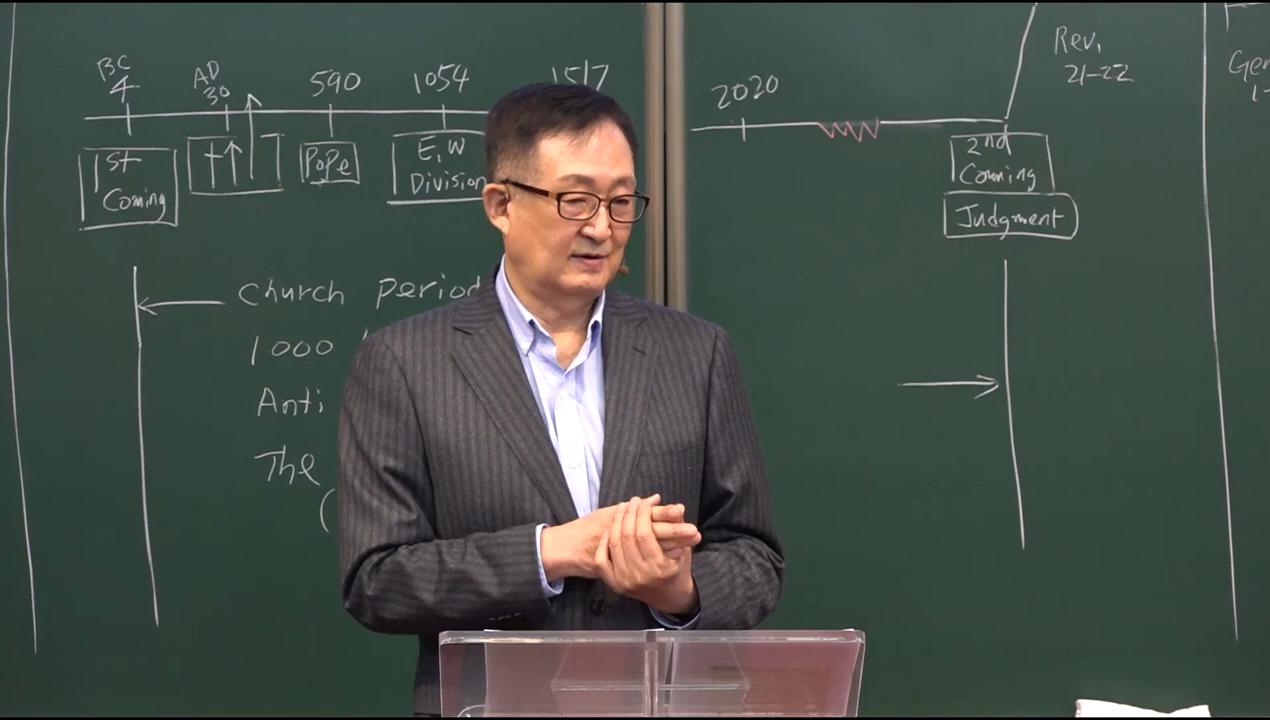 BC
4
AD
30
590
1054
1517
2020
Rev.
21-22
1st
Coming
PoPe
E,W
Division
2nd
Coming
Judgment
church period
1000
Anti
The
(